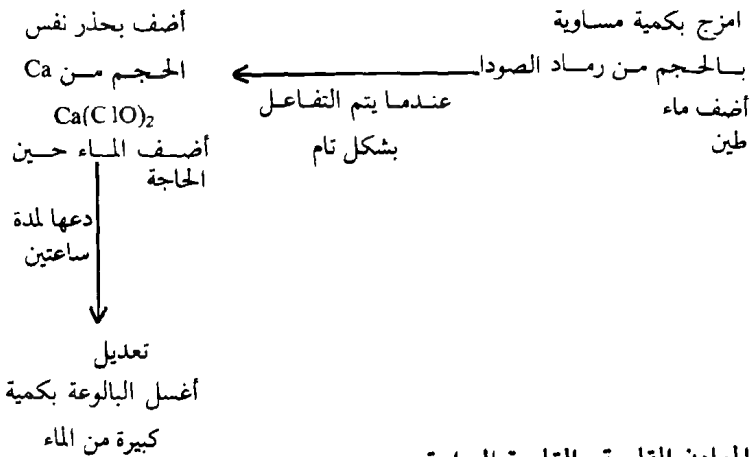 امزج بكمية مساوية
بالحجم من رماد الصودا
أضف ماء
طين
عندما يتم التفاعل
بشكل تام
أضف بحذر نفس
الحجم من Ca
Ca(ClO)₂
أضف الماء حين
الحاجة
دعها لمدة
ساعتين
تعديل
أغسل البالوعة بكمية
كبيرة من الماء